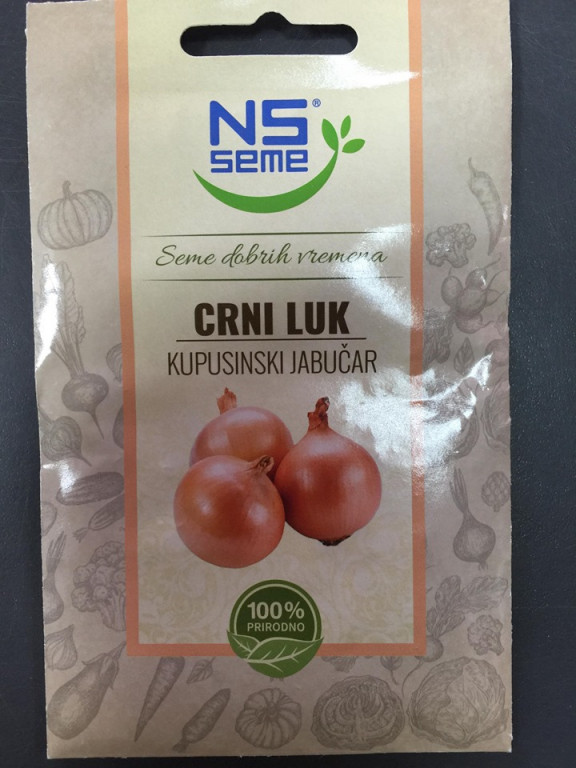 NS®
seme
Seme dobrih vremena
CRNI LUK
KUPUSINSKI JABUČAR
100%
PRIRODNO